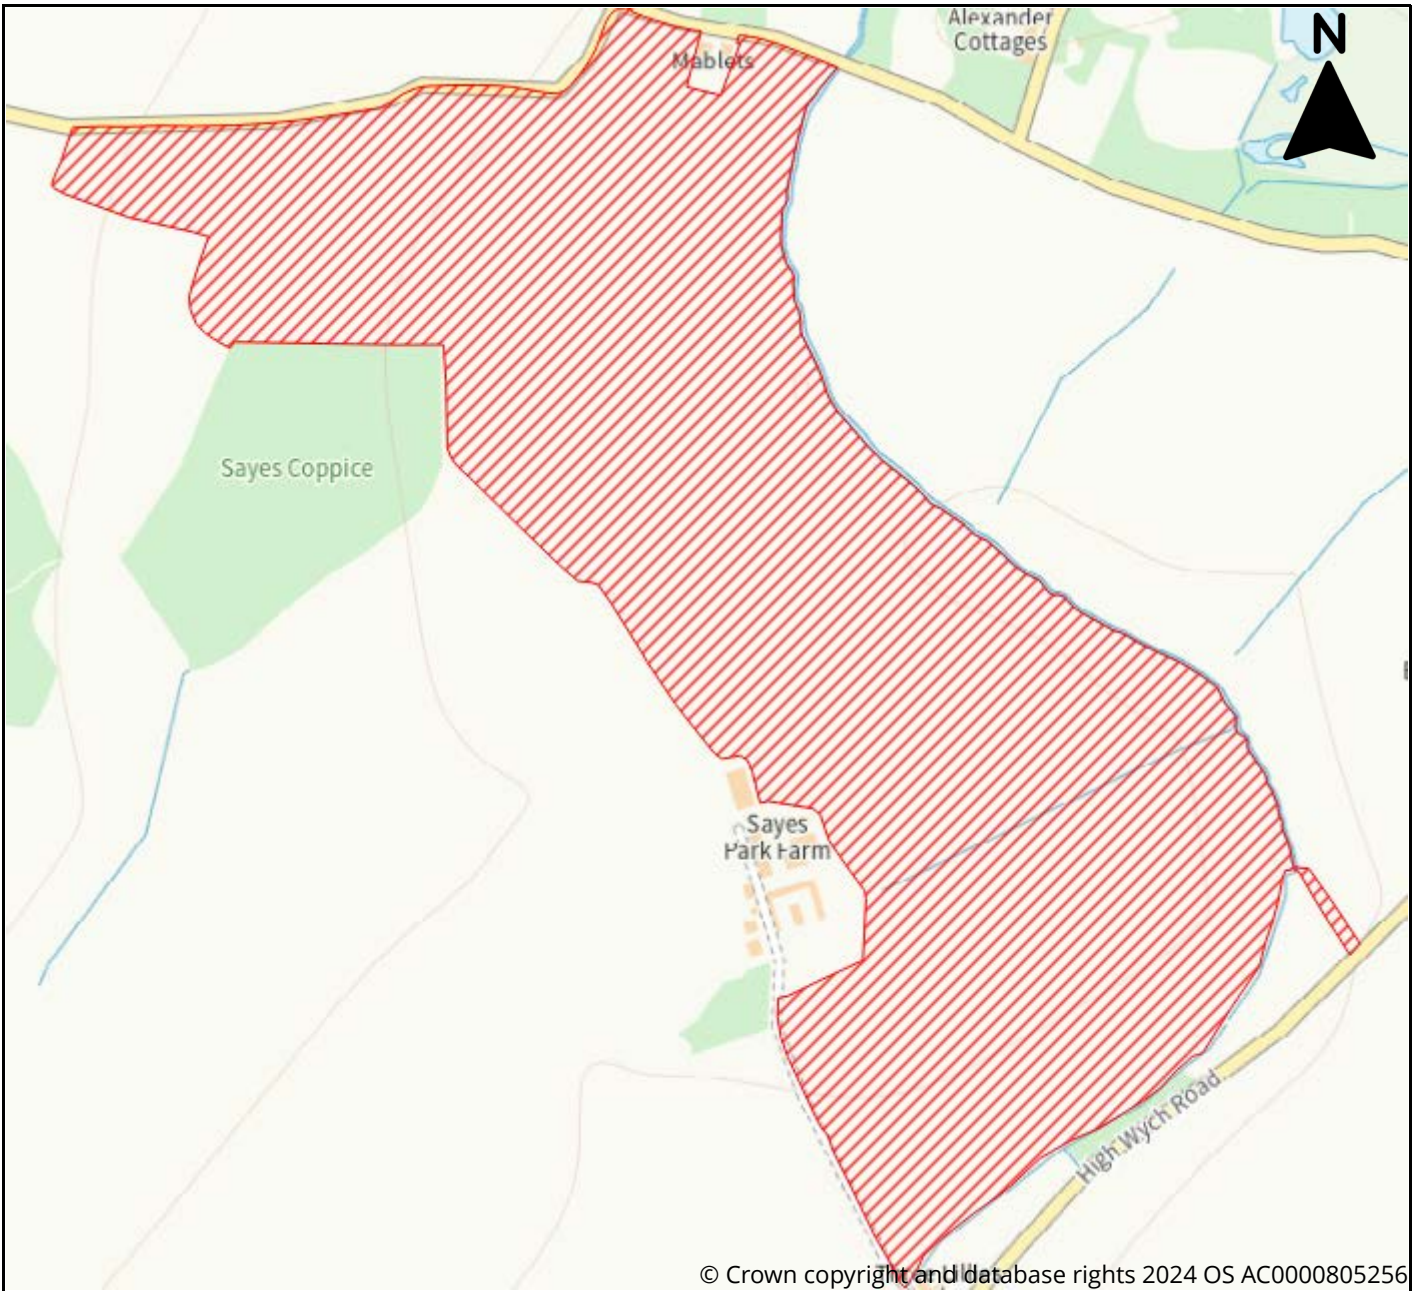 Alexander
Cottages
N
Mablets
Sayes Coppice
Sayes
Park Farm
High Wych Road
© Crown copyright and database rights 2024 OS AC0000805256